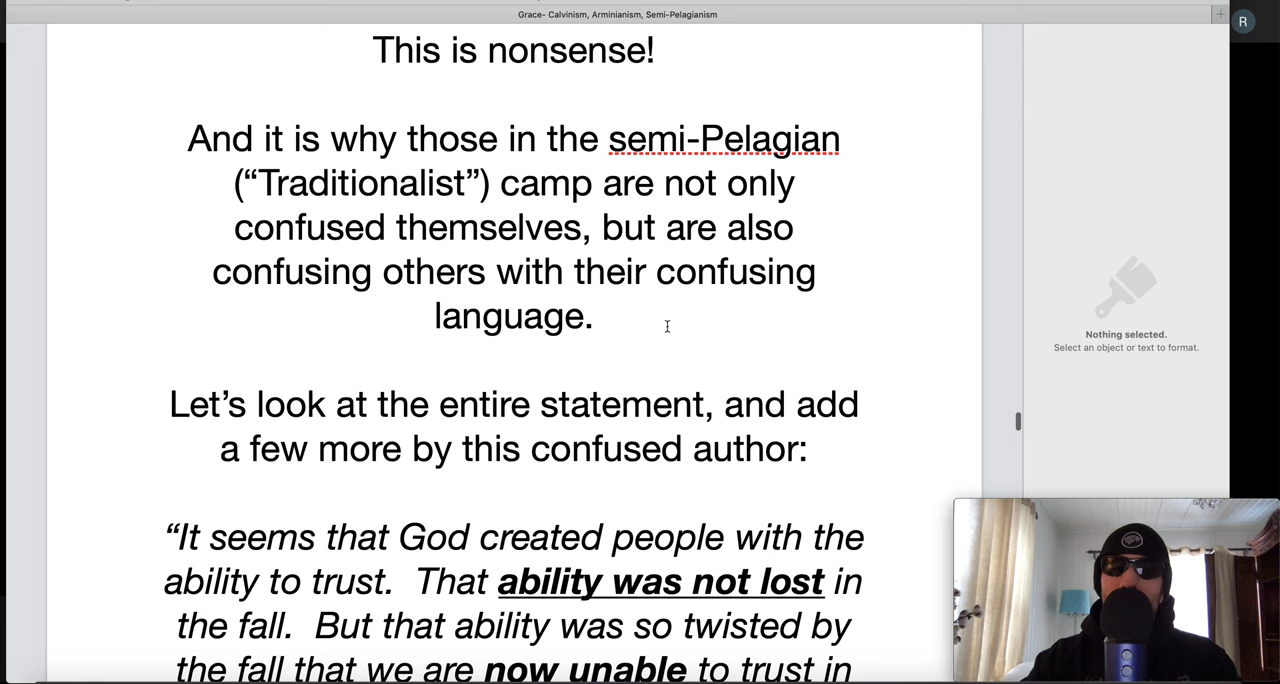 Grace- Calvinism, Arminianism, Semi-Pelagianism
R
This is nonsense!
And it is why those in the semi-Pelagian
(“Traditionalist”) camp are not only
confused themselves, but are also
confusing others with their confusing
language.
Let’s look at the entire statement, and add
a few more by this confused author:
“It seems that God created people with the
ability to trust.  That ability was not lost in
the fall.  But that ability was so twisted by
the fall that we are now unable to trust in
Nothing selected.
Select an object or text to format.